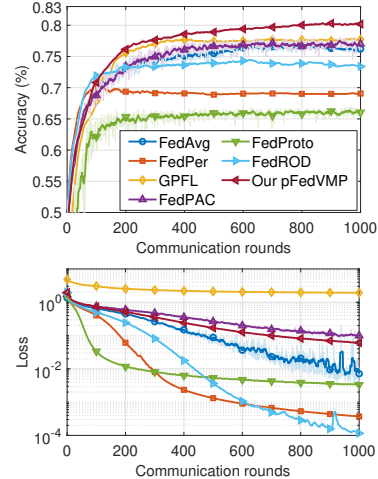 0.83
0.8
0.75
0.7
0.65
0.6
0.55
0.5
Accuracy (%)
FedAvg
FedPer
GPFL
FedPAC
FedProto
FedROD
Our pFedVMP
0 200 400 600 800 1000
Communication rounds
10^0
10^-2
10^-4
Loss
0 200 400 600 800 1000
Communication rounds